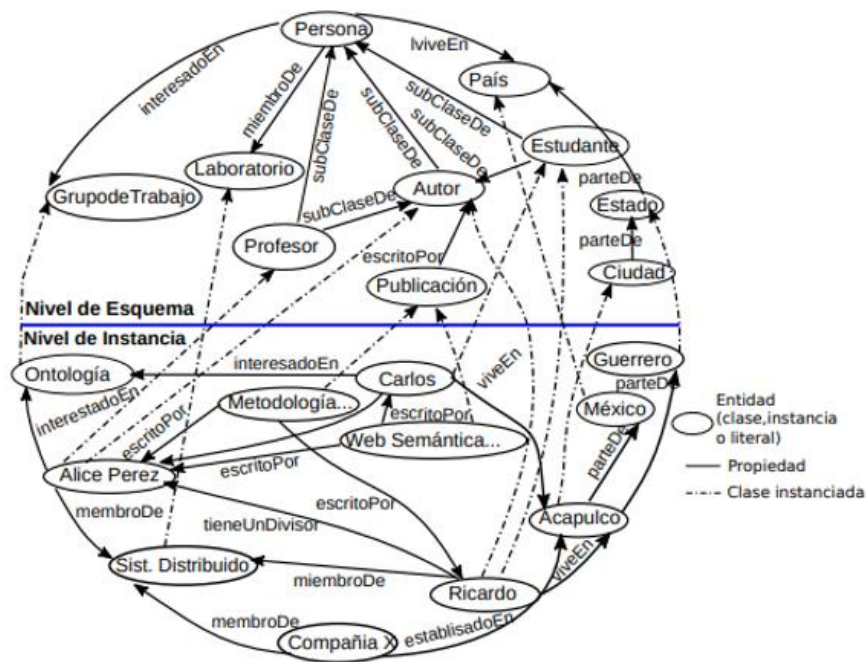 Persona
lviveEn
País
interesadoEn
miembroDe
subClaseDe
subClaseDe
subClaseDe
subClaseDe
Estudante
Laboratorio
GrupodeTrabajo
Autor
parteDe
Estado
subClaseDe
Profesor
escritoPor
parteDe
Ciudad
Publicación
Nivel de Esquema
Nivel de Instancia
Guerrero
interesadoEn
Ontología
Carlos
viveEn
parteD
Metodología...
México
Entidad
(clase,instancia
o literal)
interestadoEn
escritoPor
escritoPor
Web Semántica...
Alice Perez
escritoPor
parteDe
Propiedad
Clase instanciada
membroDe
escritoPor
tieneUnDivisor
Acapulco
Sist. Distribuido
miembroDe
viveEn
Ricardo
membroDe
establisadoEn
Compañia X